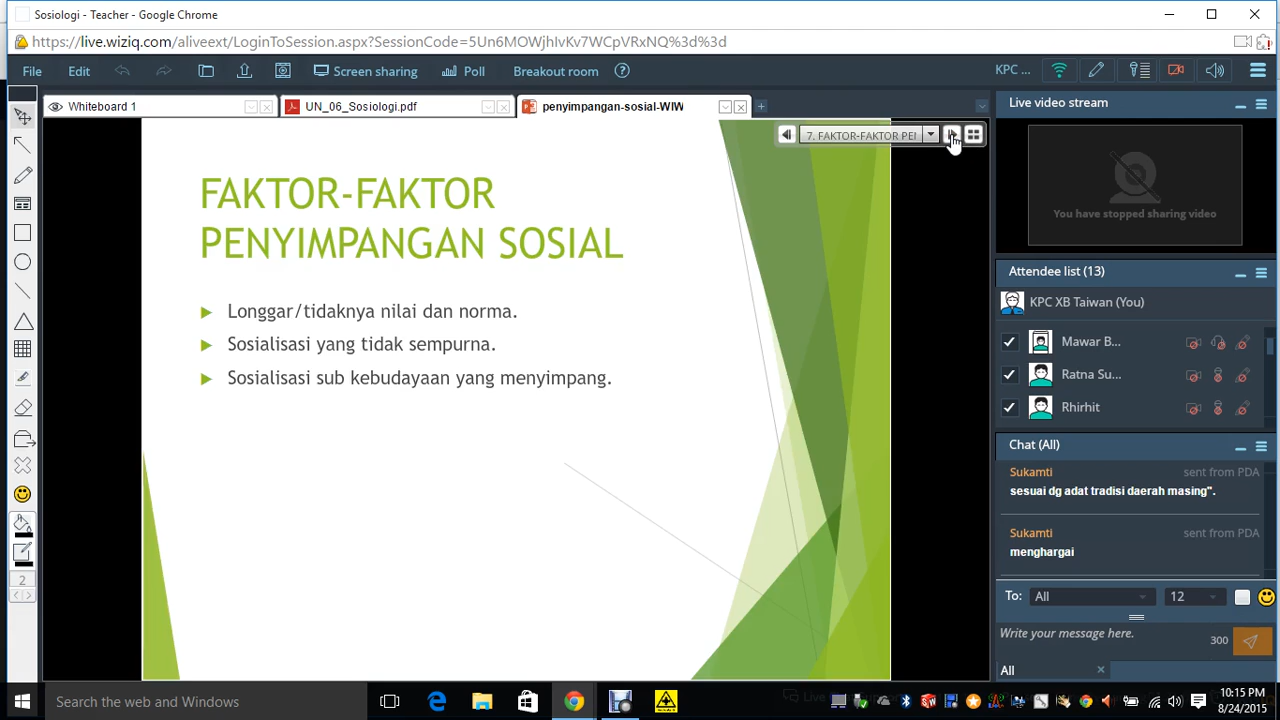 Sosiologi - Teacher - Google Chrome
https://live.wiziq.com/aliveext/LoginToSession.aspx?SessionCode=5Un6MOWjhIvKv7WCpVRxNQ%3d%3d
File Edit Screen sharing Poll Breakout room ? KPC ...
Whiteboard 1 UN_06_Sosiologi.pdf penyimpangan-sosial-WIW
7. FAKTOR-FAKTOR PEI
FAKTOR-FAKTOR
PENYIMPANGAN SOSIAL
Longgar/tidaknya nilai dan norma.
Sosialisasi yang tidak sempurna.
Sosialisasi sub kebudayaan yang menyimpang.
2
Live video stream
You have stopped sharing video
Attendee list (13)
KPC XB Taiwan (You)
Mawar B...
Ratna Su...
Rhirhit
Chat (All)
Sukamti sent from PDA
sesuai dg adat tradisi daerah masing".
Sukamti sent from PDA
menghargai
To: All 12
Write your message here. 300
All
Search the web and Windows
10:15 PM
8/24/2015